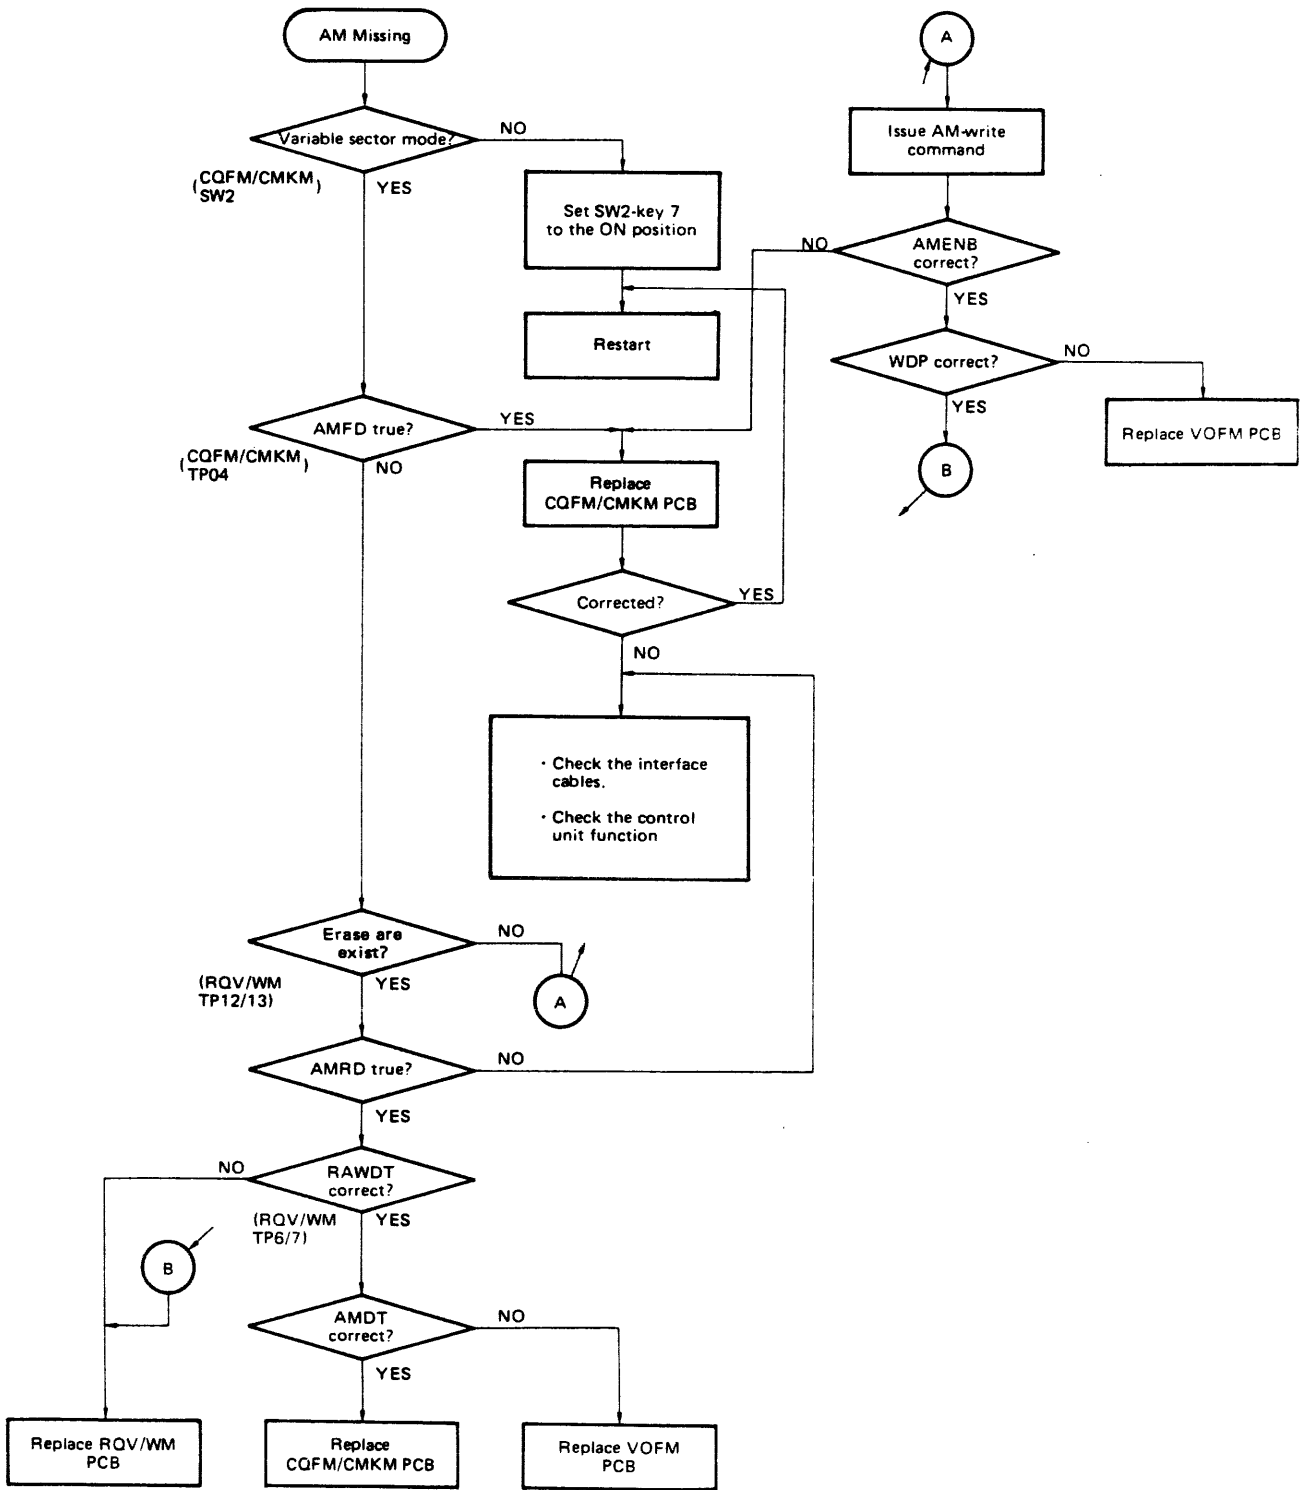 AM Missing
Variable sector mode?
NO
(CQFM/CMKM)
SW2
YES
Set SW2-key 7
to the ON position
Restart
AMFD true?
YES
(CQFM/CMKM)
TP04
NO
Replace
CQFM/CMKM PCB
Corrected?
YES
NO
· Check the interface
cables.
· Check the control
unit function
Erase are
exist?
NO
(RQV/WM
TP12/13)
YES
A
AMRD true?
NO
YES
RAWDT
correct?
NO
(RQV/WM
TP6/7)
YES
B
AMDT
correct?
NO
YES
Replace RQV/WM
PCB
Replace
CQFM/CMKM PCB
Replace VOFM
PCB
A
Issue AM-write
command
AMENB
correct?
NO
YES
WDP correct?
NO
YES
Replace VOFM PCB
B